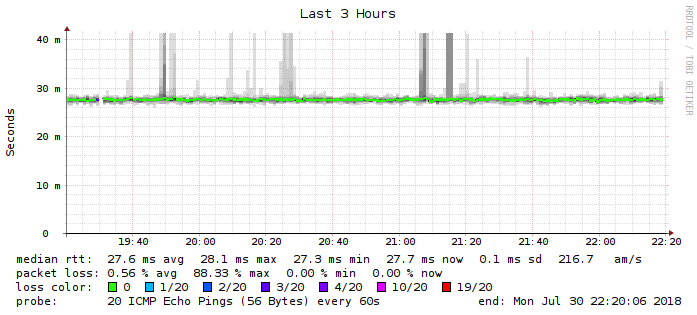 Last 3 Hours
RRDTOOL / TOBI OETIKER
Seconds
40 m
30 m
20 m
10 m
0
19:40 20:00 20:20 20:40 21:00 21:20 21:40 22:00 22:20
median rtt: 27.6 ms avg 28.1 ms max 27.3 ms min 27.7 ms now 0.1 ms sd 216.7 am/s
packet loss: 0.56 % avg 88.33 % max 0.00 % min 0.00 % now
loss color: 0 1/20 2/20 3/20 4/20 10/20 19/20
probe: 20 ICMP Echo Pings (56 Bytes) every 60s end: Mon Jul 30 22:20:06 2018